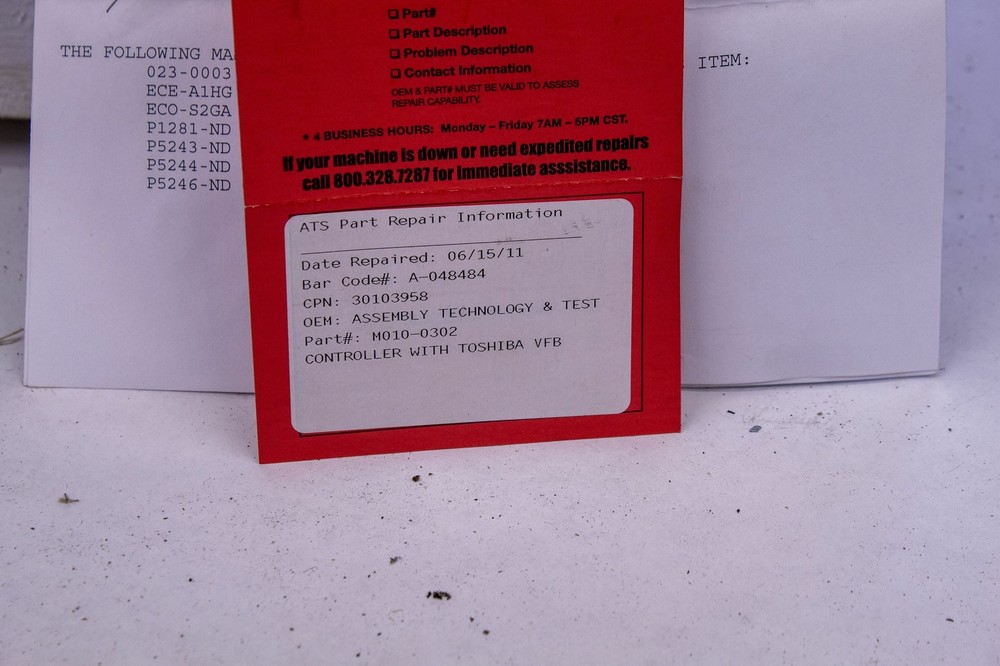 ❑ Part#
❑ Part Description
❑ Problem Description
❑ Contact Information
OEM & PART# MUST BE VALID TO ASSESS
REPAIR CAPABILITY.
* 4 BUSINESS HOURS: Monday – Friday 7AM – 5PM CST.
If your machine is down or need expedited repairs
call 800.328.7287 for immediate asssistance.
ATS Part Repair Information
Date Repaired: 06/15/11
Bar Code#: A-048484
CPN: 30103958
OEM: ASSEMBLY TECHNOLOGY & TEST
Part#: M010-0302
CONTROLLER WITH TOSHIBA VFB
THE FOLLOWING MA
ITEM:
023-0003
ECE-A1HG
ECO-S2GA
P1281-ND
P5243-ND
P5244-ND
P5246-ND